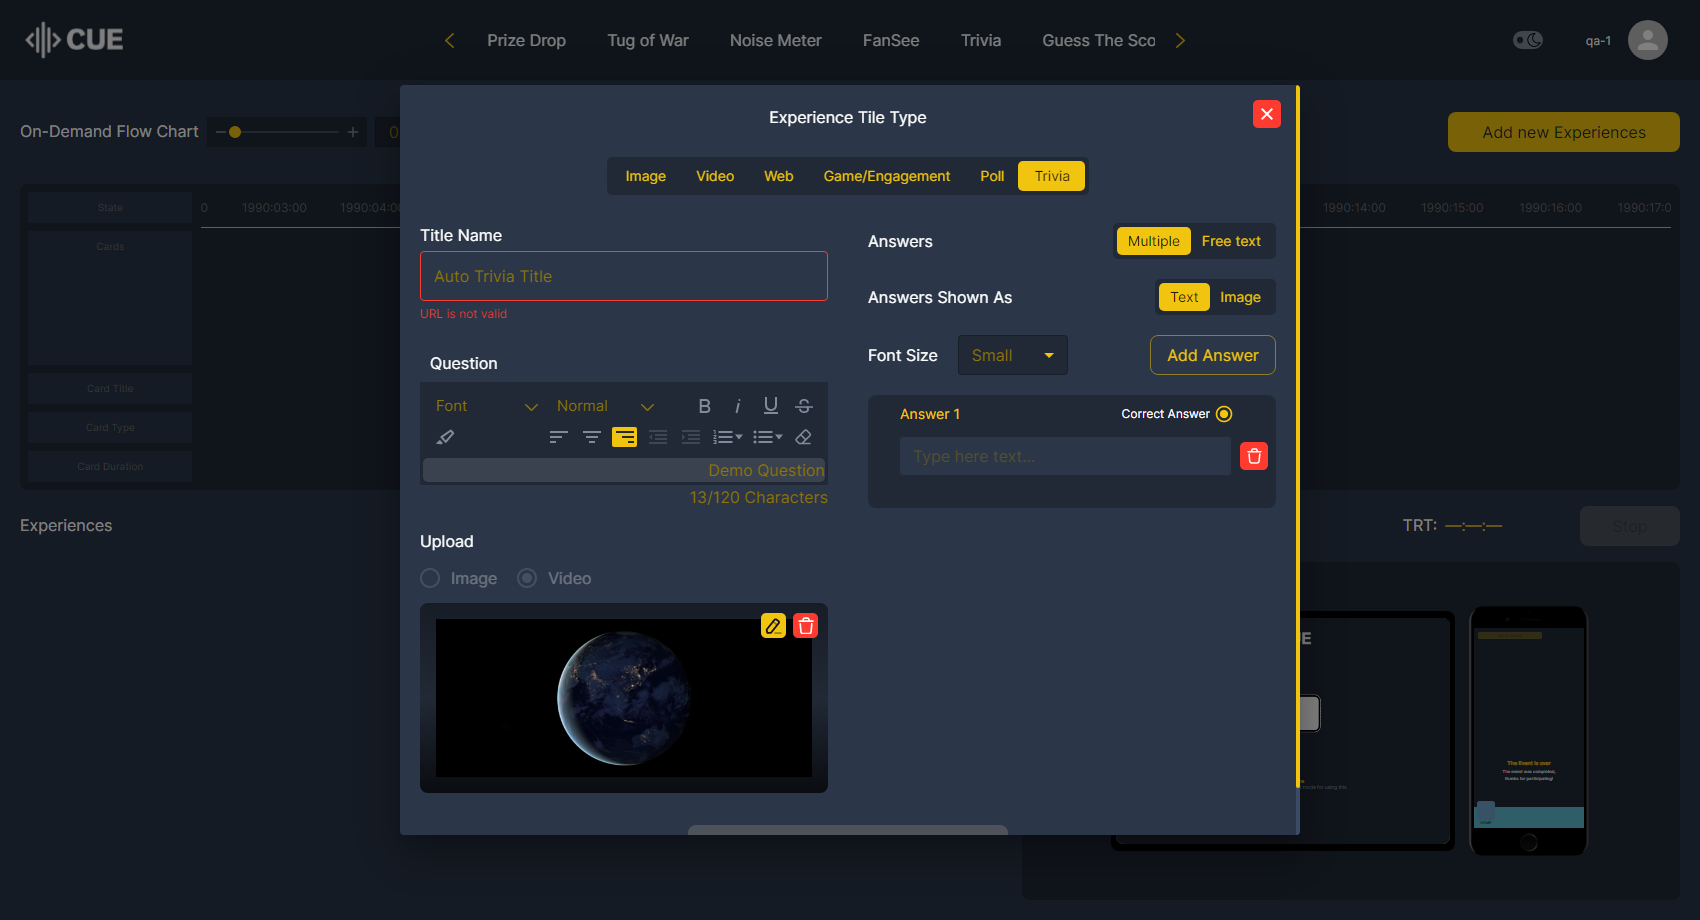 CUE
Prize Drop Tug of War Noise Meter FanSee Trivia Guess The Sco
qa-1
On-Demand Flow Chart
0
Add new Experiences
Experience Tile Type
Image Video Web Game/Engagement Poll Trivia
State
0 1990:03:00 1990:04:00
1990:14:00 1990:15:00 1990:16:00 1990:17:0
Cards
Card Title
Card Type
Card Duration
Title Name
Auto Trivia Title
URL is not valid
Question
Font Normal
B i U S
Demo Question
13/120 Characters
Upload
Image Video
Answers
Multiple Free text
Answers Shown As
Text Image
Font Size Small Add Answer
Answer 1 Correct Answer
Type here text...
Experiences
TRT: —:—:—
Stop
UE
mode for using this
The Event is over
The event was completed,
thanks for participating!